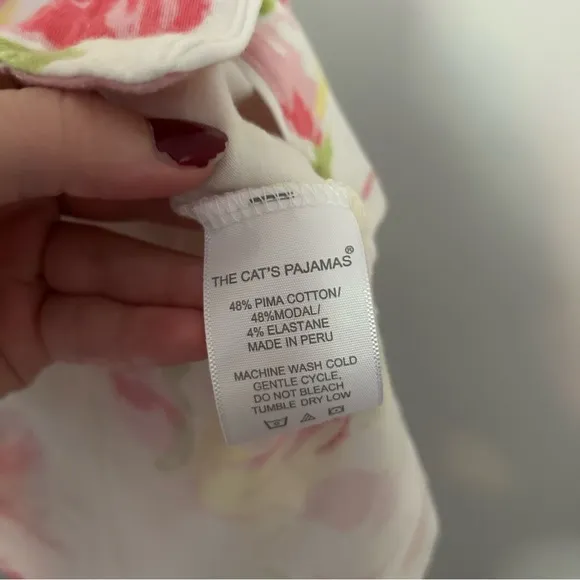 THE CAT'S PAJAMAS®
48% PIMA COTTON/
48%MODAL/
4% ELASTANE
MADE IN PERU
MACHINE WASH COLD
GENTLE CYCLE,
DO NOT BLEACH
TUMBLE DRY LOW